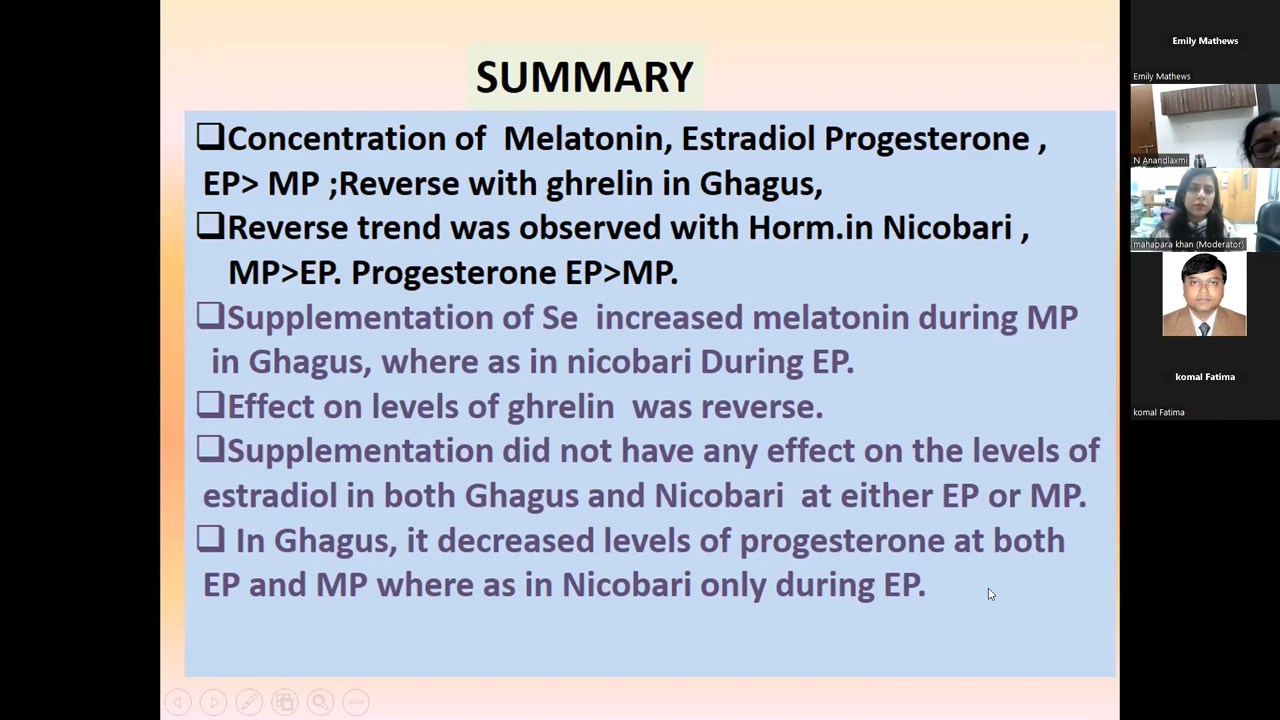 SUMMARY
❑Concentration of Melatonin, Estradiol Progesterone ,
EP> MP ;Reverse with ghrelin in Ghagus,
❑Reverse trend was observed with Horm.in Nicobari ,
MP>EP. Progesterone EP>MP.
❑Supplementation of Se increased melatonin during MP
in Ghagus, where as in nicobari During EP.
❑Effect on levels of ghrelin was reverse.
❑Supplementation did not have any effect on the levels of
estradiol in both Ghagus and Nicobari at either EP or MP.
❑ In Ghagus, it decreased levels of progesterone at both
EP and MP where as in Nicobari only during EP.
Emily Mathews
Emily Mathews
N Anandlaxmi
mahapara khan (Moderator)
komal Fatima
komal Fatima